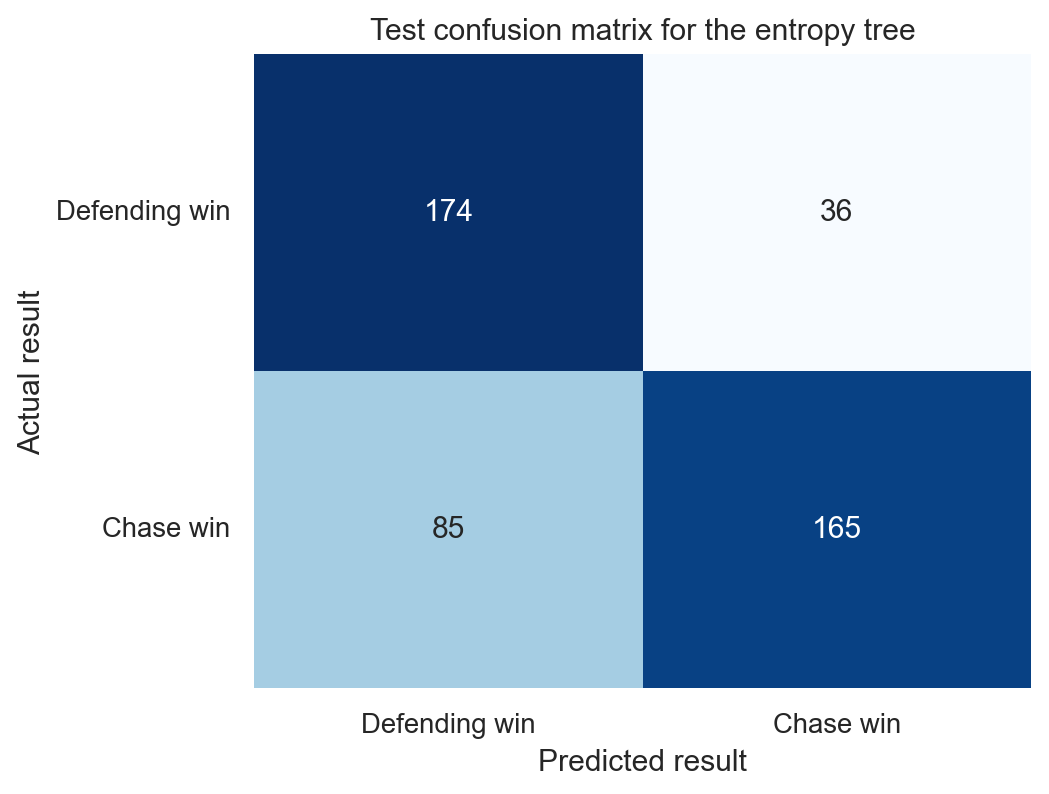 Test confusion matrix for the entropy tree
Actual result
Defending win
174
36
Chase win
85
165
Defending win
Chase win
Predicted result